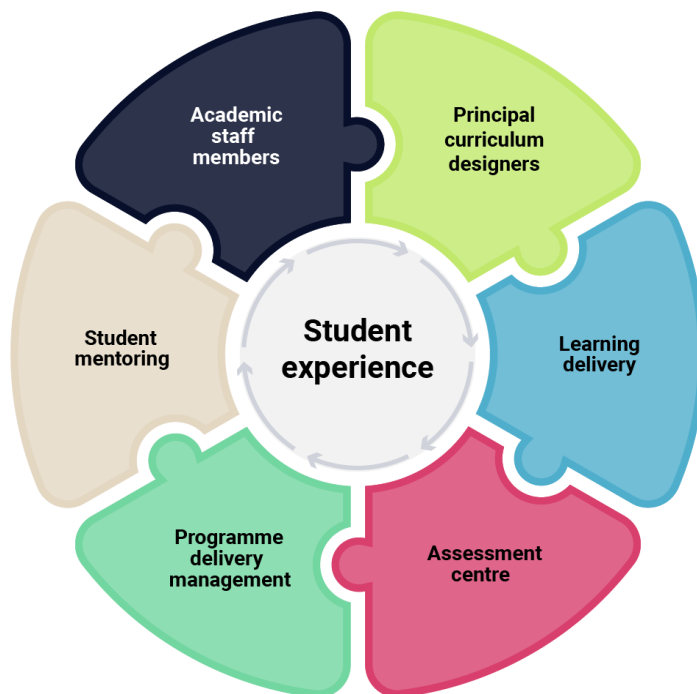 Academic
staff
members
Principal
curriculum
designers
Student
mentoring
Student
experience
Learning
delivery
Programme
delivery
management
Assessment
centre